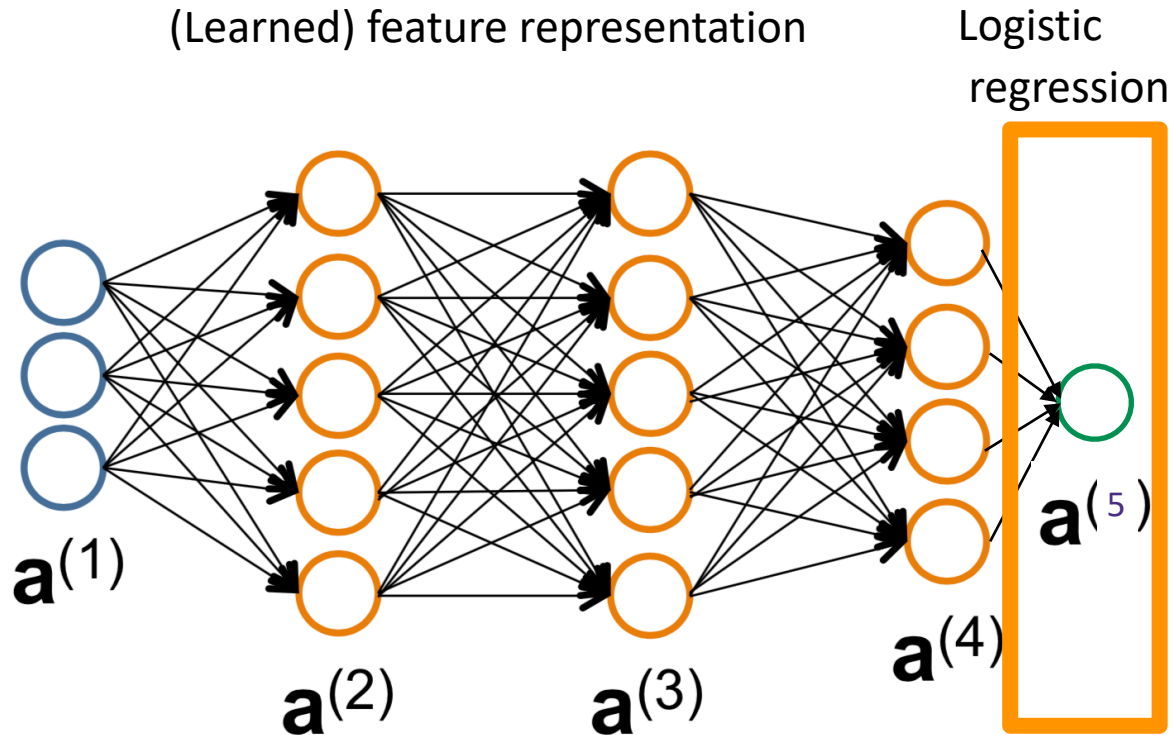 (Learned) feature representation
Logistic
regression
a(1)
a(2)
a(3)
a(4)
a(5)